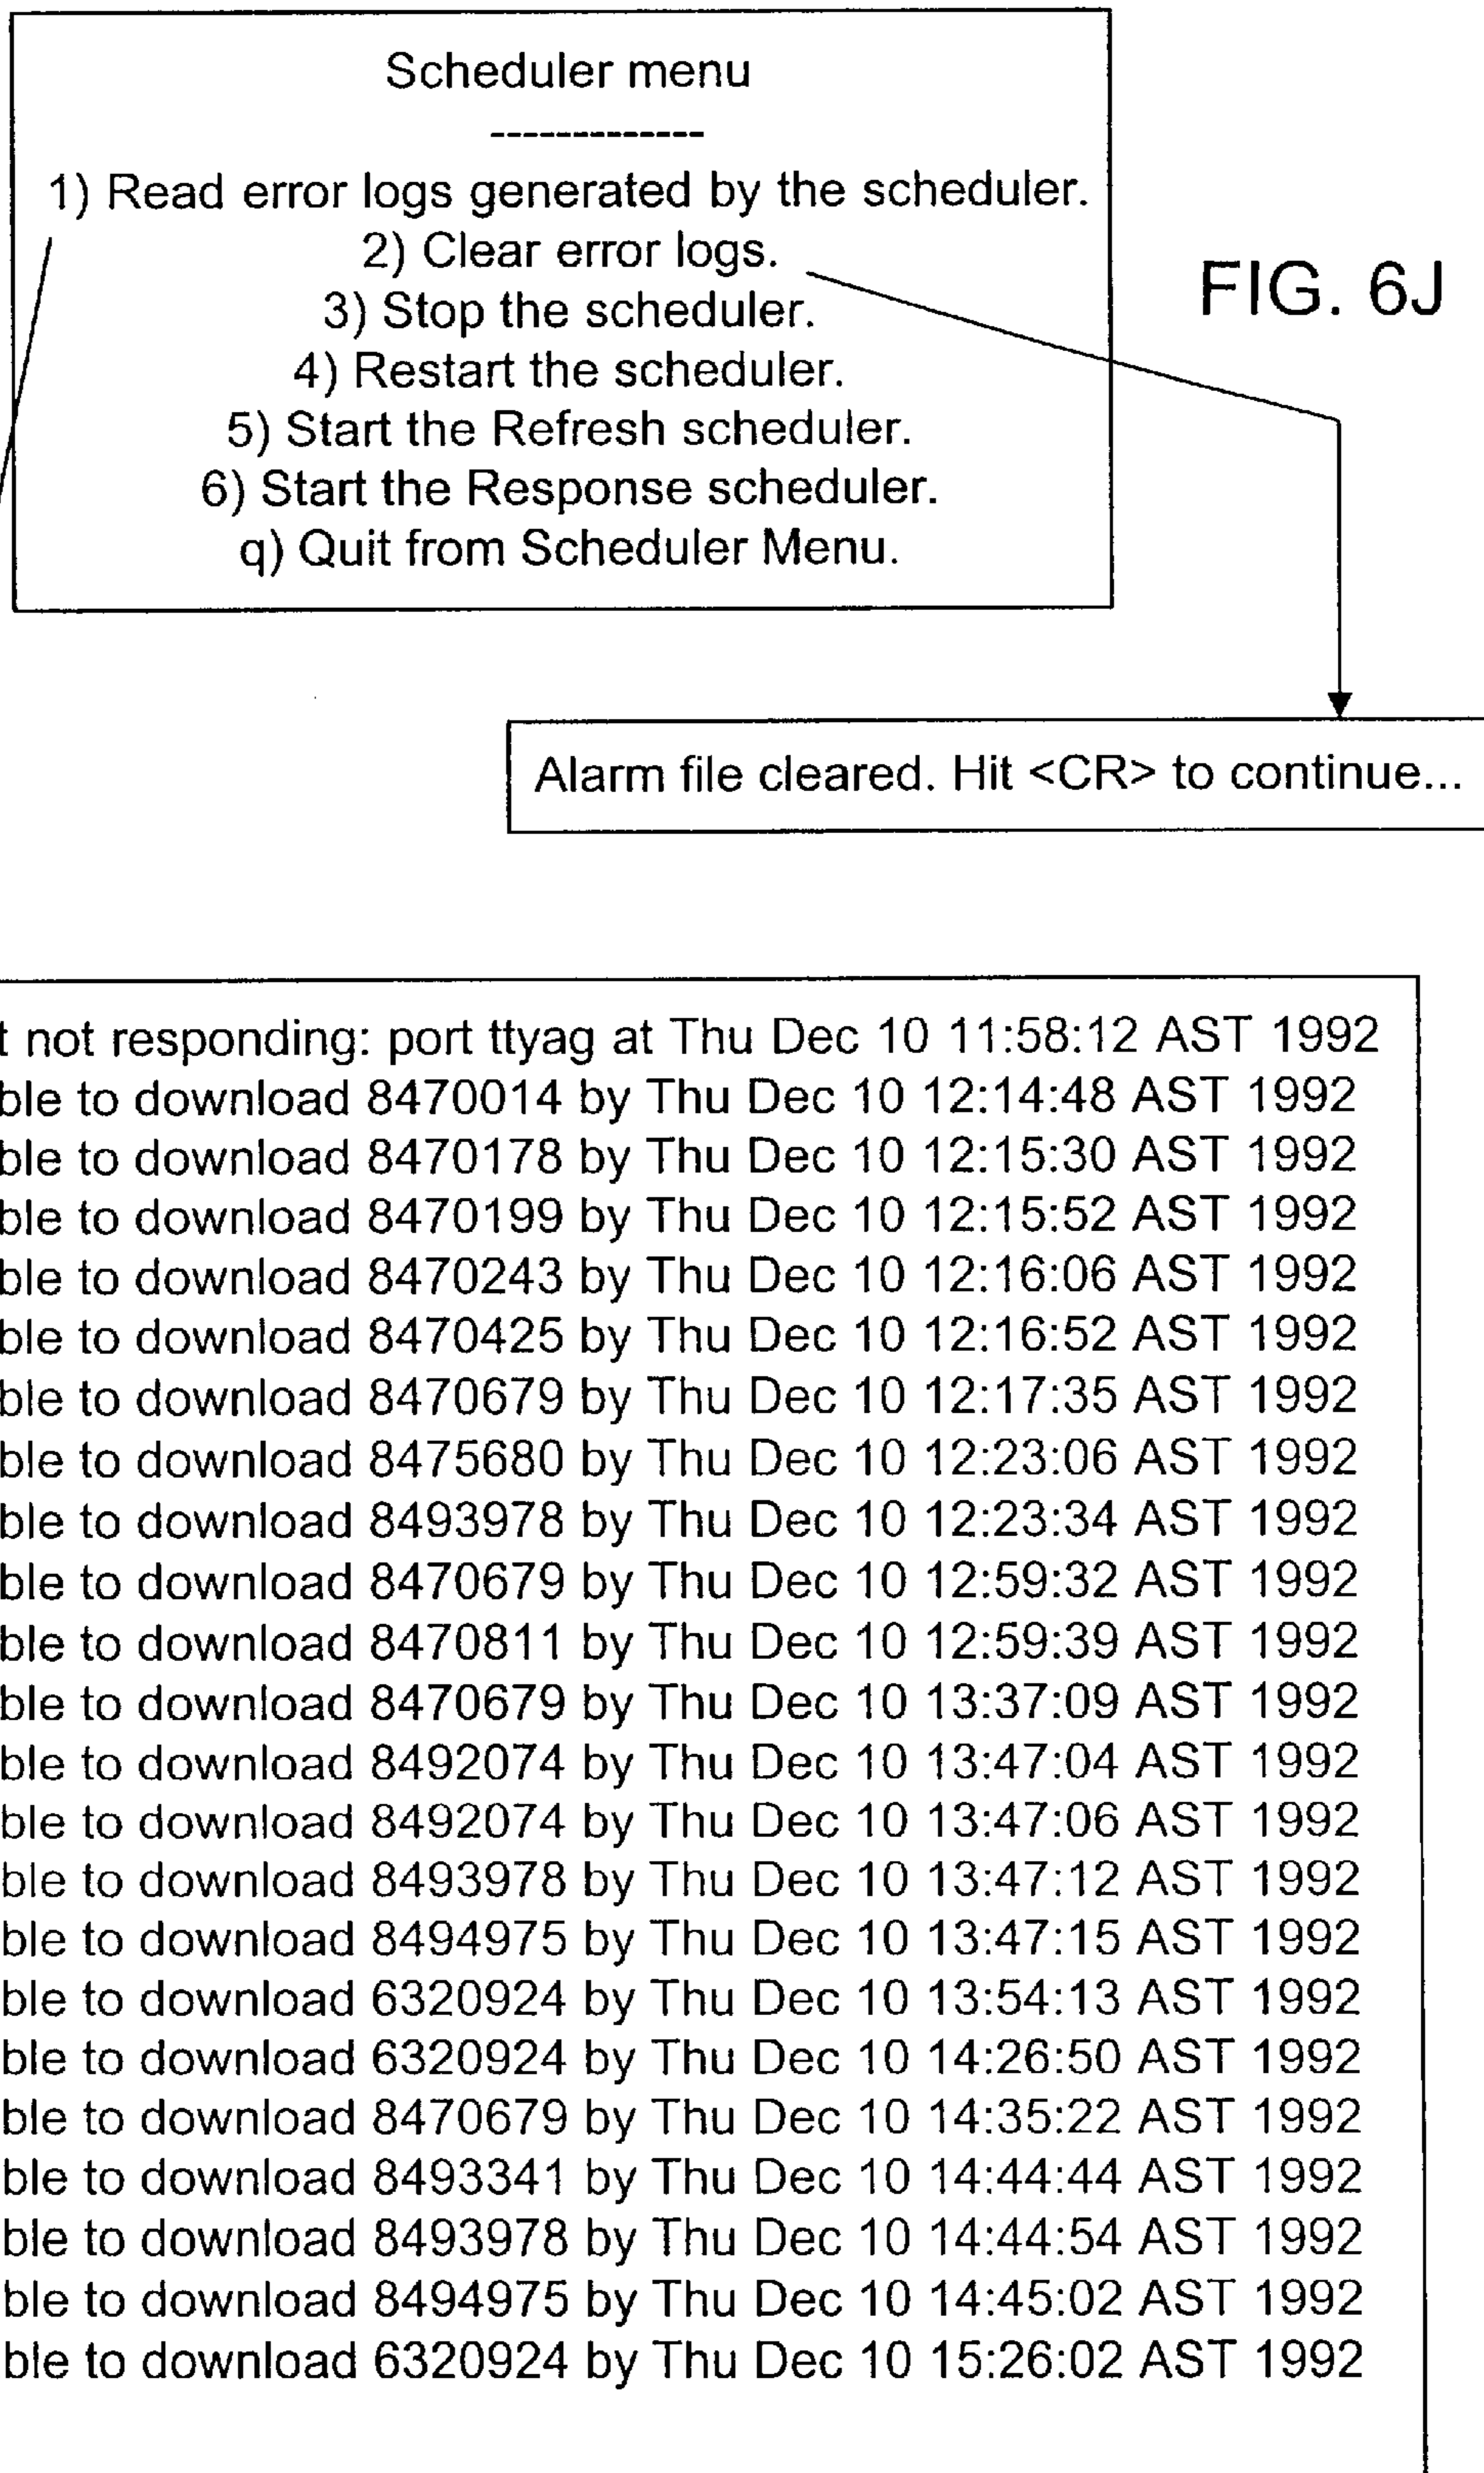 Scheduler menu
--------------
1) Read error logs generated by the scheduler.
2) Clear error logs.
3) Stop the scheduler.
4) Restart the scheduler.
5) Start the Refresh scheduler.
6) Start the Response scheduler.
q) Quit from Scheduler Menu.
FIG. 6J
Alarm file cleared. Hit <CR> to continue...
t not responding: port ttyag at Thu Dec 10 11:58:12 AST 1992
ble to download 8470014 by Thu Dec 10 12:14:48 AST 1992
ble to download 8470178 by Thu Dec 10 12:15:30 AST 1992
ble to download 8470199 by Thu Dec 10 12:15:52 AST 1992
ble to download 8470243 by Thu Dec 10 12:16:06 AST 1992
ble to download 8470425 by Thu Dec 10 12:16:52 AST 1992
ble to download 8470679 by Thu Dec 10 12:17:35 AST 1992
ble to download 8475680 by Thu Dec 10 12:23:06 AST 1992
ble to download 8493978 by Thu Dec 10 12:23:34 AST 1992
ble to download 8470679 by Thu Dec 10 12:59:32 AST 1992
ble to download 8470811 by Thu Dec 10 12:59:39 AST 1992
ble to download 8470679 by Thu Dec 10 13:37:09 AST 1992
ble to download 8492074 by Thu Dec 10 13:47:04 AST 1992
ble to download 8492074 by Thu Dec 10 13:47:06 AST 1992
ble to download 8493978 by Thu Dec 10 13:47:12 AST 1992
ble to download 8494975 by Thu Dec 10 13:47:15 AST 1992
ble to download 6320924 by Thu Dec 10 13:54:13 AST 1992
ble to download 6320924 by Thu Dec 10 14:26:50 AST 1992
ble to download 8470679 by Thu Dec 10 14:35:22 AST 1992
ble to download 8493341 by Thu Dec 10 14:44:44 AST 1992
ble to download 8493978 by Thu Dec 10 14:44:54 AST 1992
ble to download 8494975 by Thu Dec 10 14:45:02 AST 1992
ble to download 6320924 by Thu Dec 10 15:26:02 AST 1992